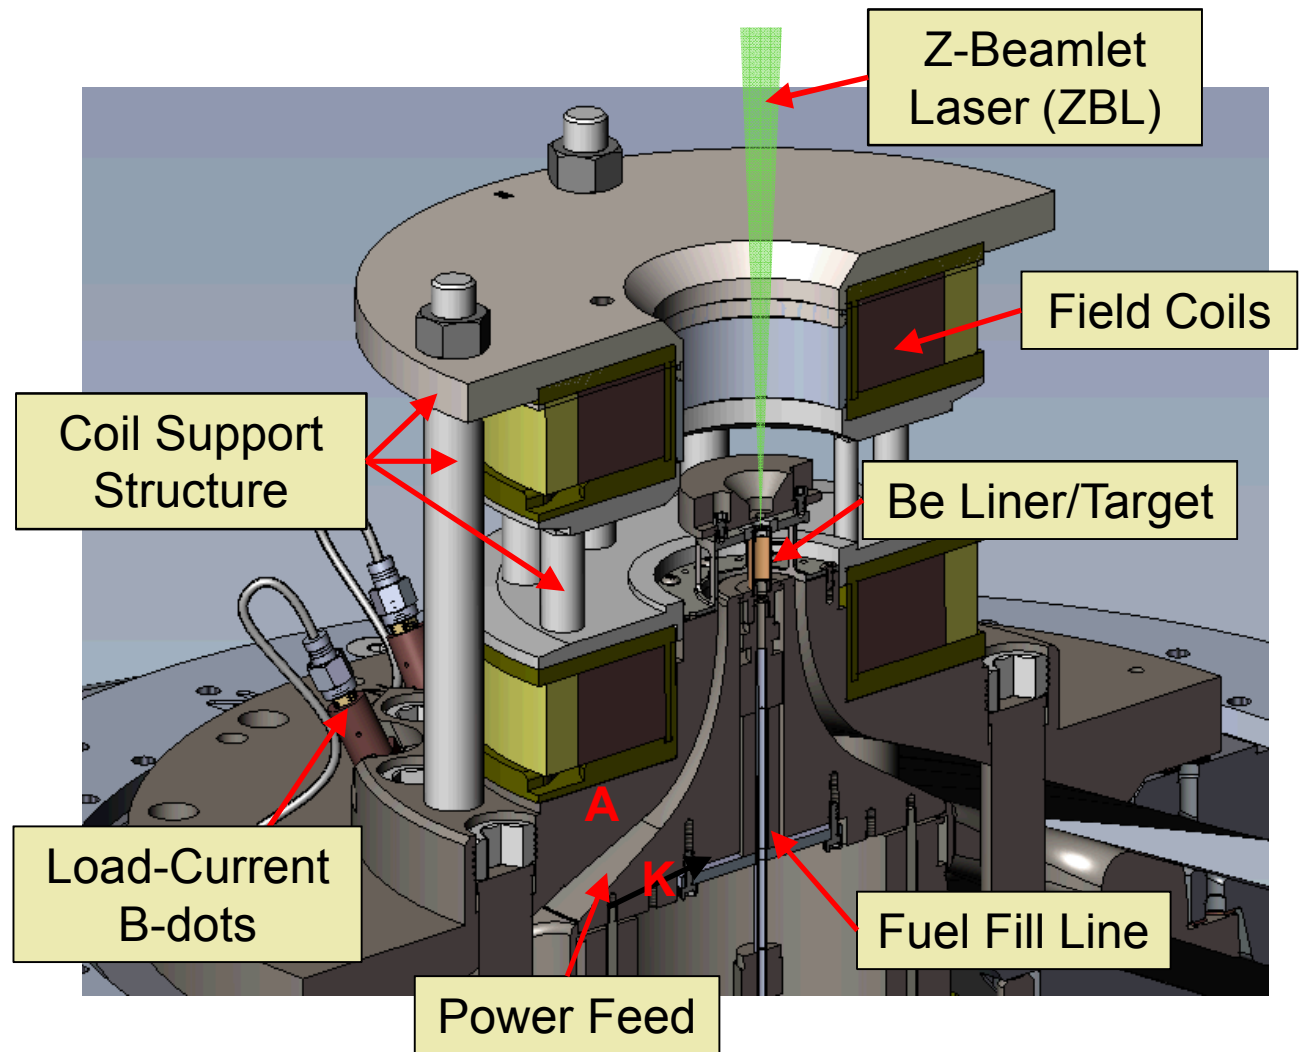 Z-Beamlet
Laser (ZBL)
Field Coils
Coil Support
Structure
Be Liner/Target
A
K
Load-Current
B-dots
Fuel Fill Line
Power Feed